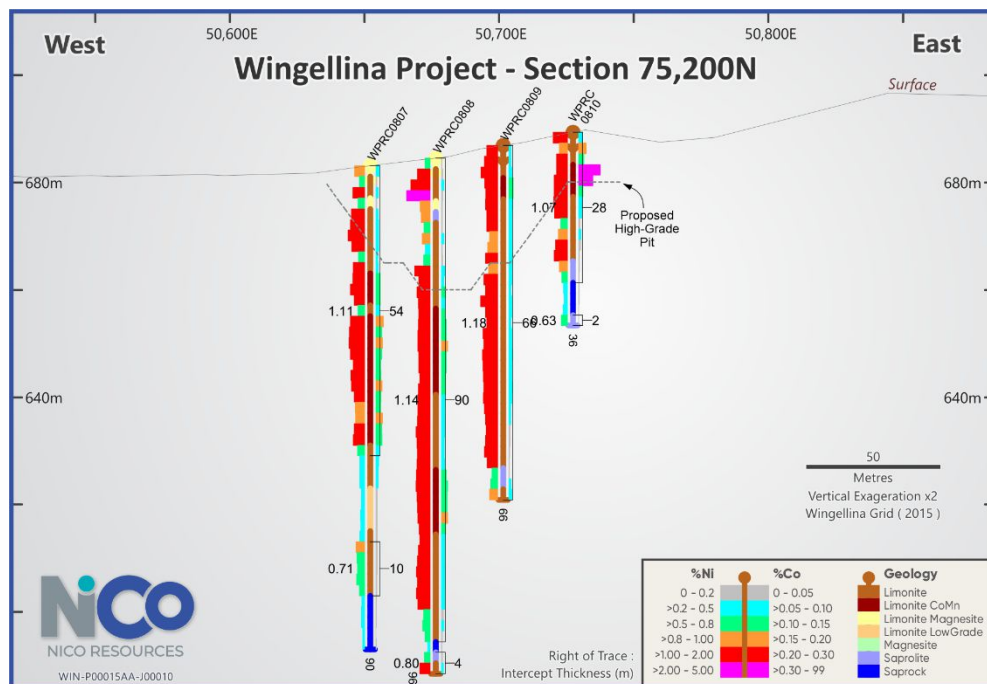 50,600E
50,700E
50,800E
West
East
Wingellina Project - Section 75,200N
Surface
WPRC0807
WPRC0808
WPRC0809
WPRC
0810
680m
680m
1.07
28
Proposed
High-Grade
Pit
1.11
54
1.18
66
0.63
2
36
640m
640m
1.14
90
50
Metres
Vertical Exageration x2
Wingellina Grid ( 2015 )
66
0.71
10
90
0.80
4
96
NiCO
NICO RESOURCES
WIN-P00015AA-J00010
Right of Trace :
Intercept Thickness (m)
%Ni %Co Geology
0 - 0.2 0 - 0.05 Limonite
>0.2 - 0.5 >0.05 - 0.10 Limonite CoMn
>0.5 - 0.8 >0.10 - 0.15 Limonite Magnesite
>0.8 - 1.00 >0.15 - 0.20 Limonite LowGrade
Magnesite
>1.00 - 2.00 >0.20 - 0.30 Saprolite
>2.00 - 5.00 >0.30 - 99 Saprock